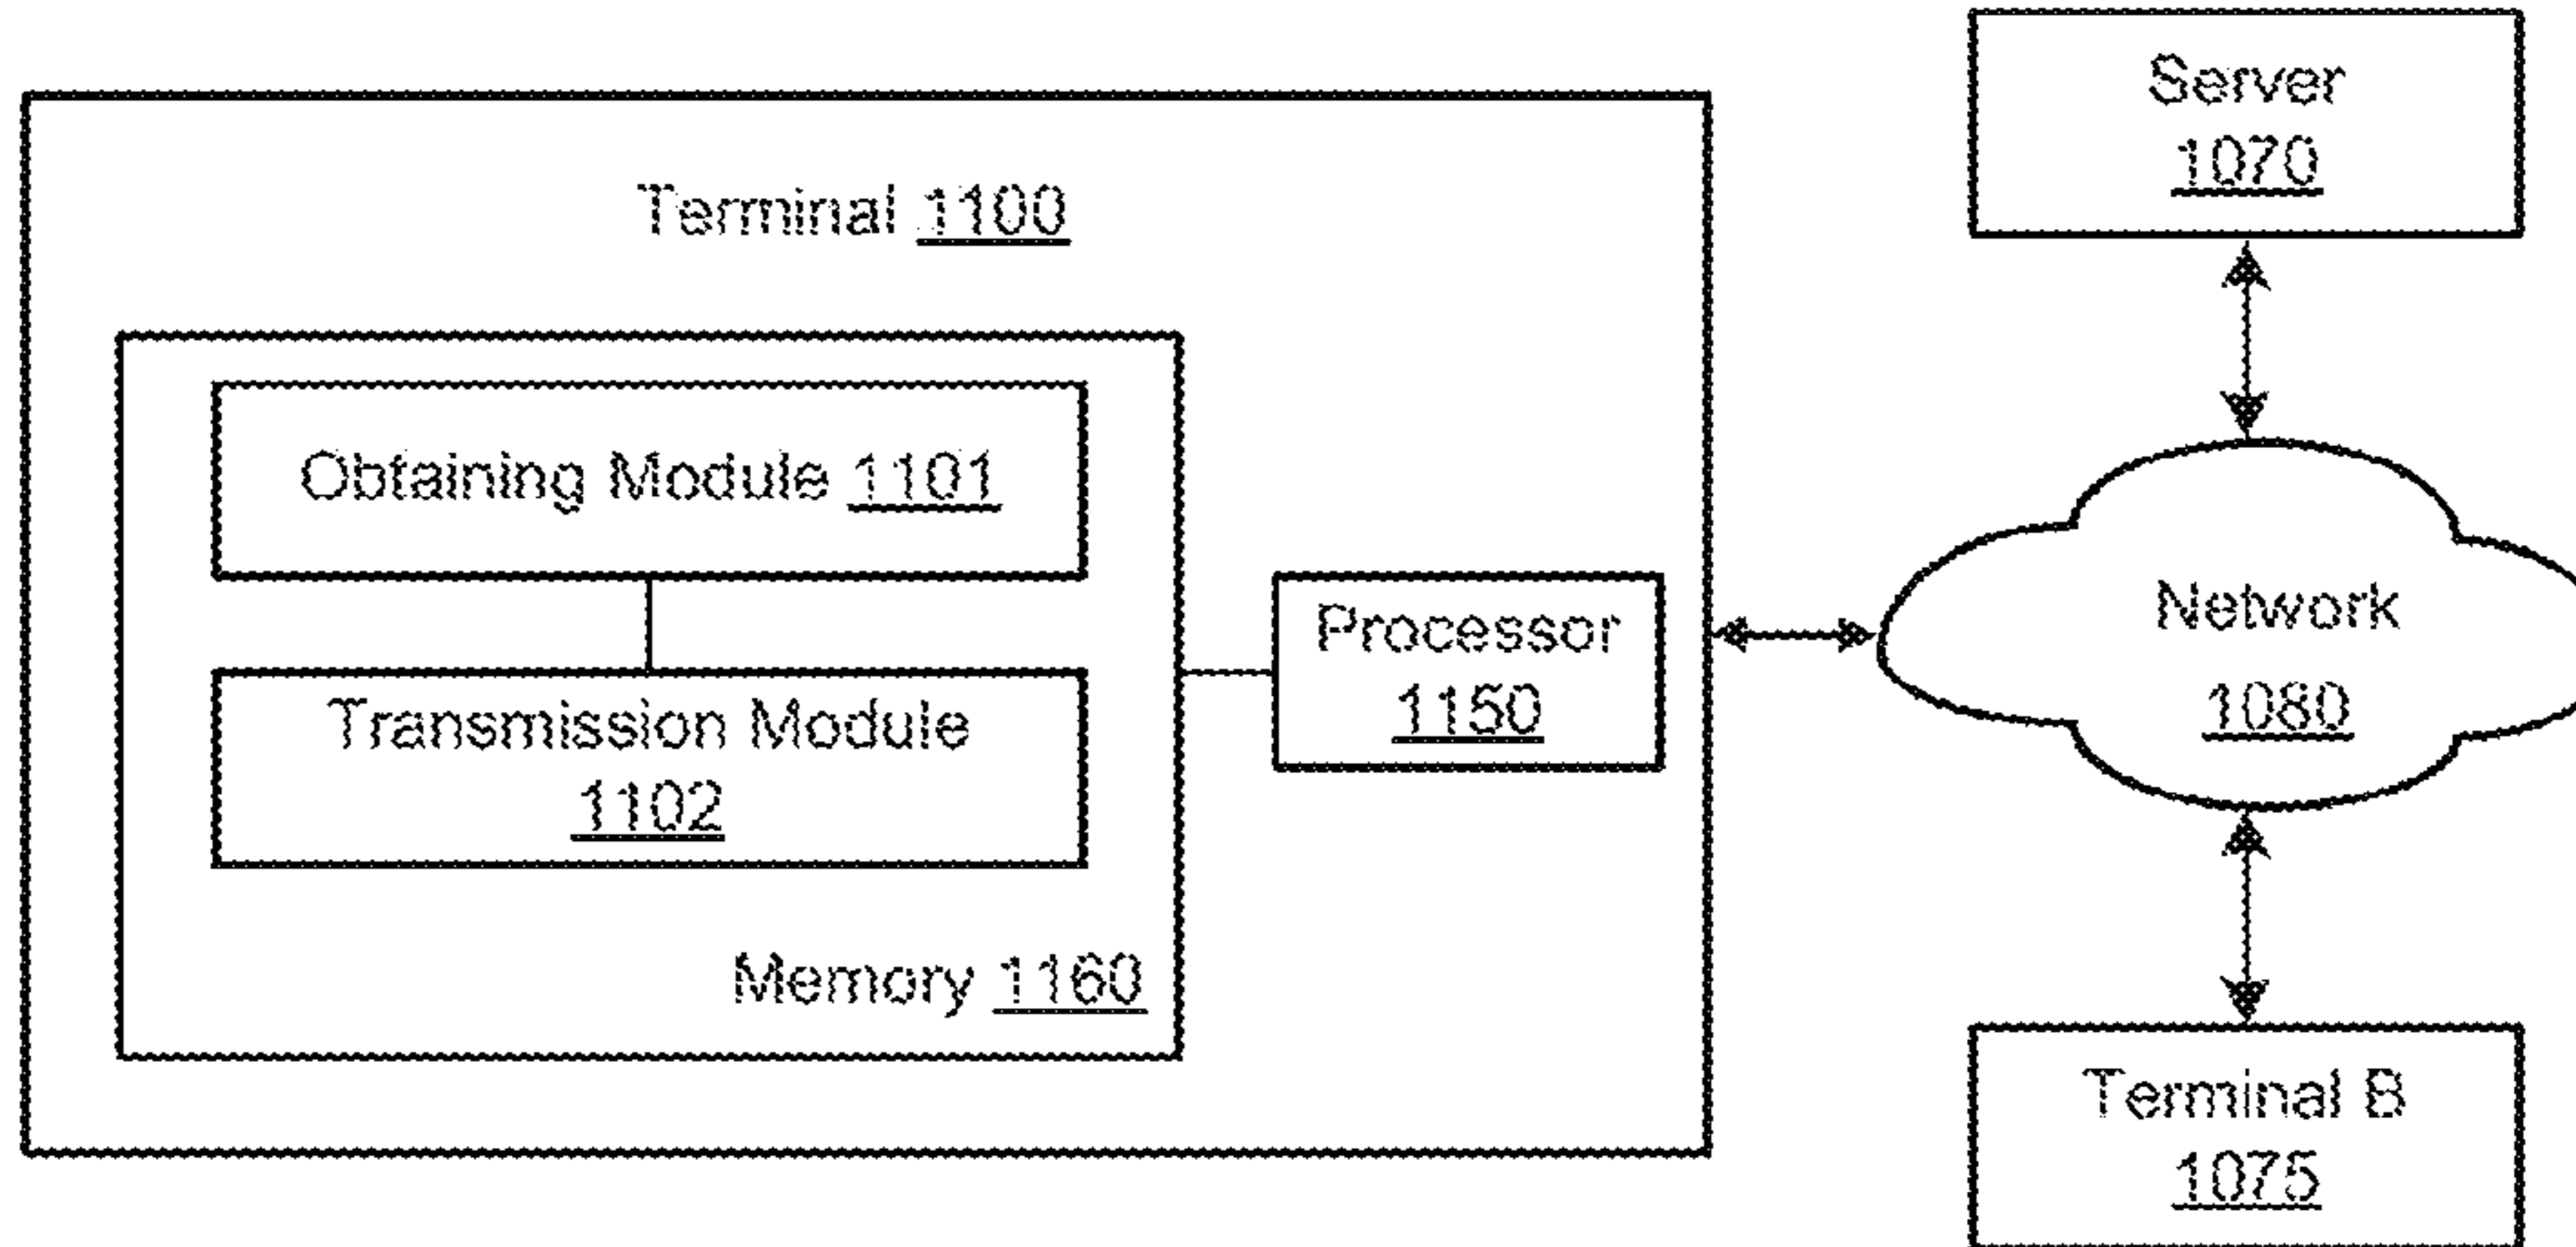 Terminal 1100
Obtaining Module 1101
Transmission Module
1102
Memory 1160
Processor
1150
Server
1070
Network
1080
Terminal B
1075